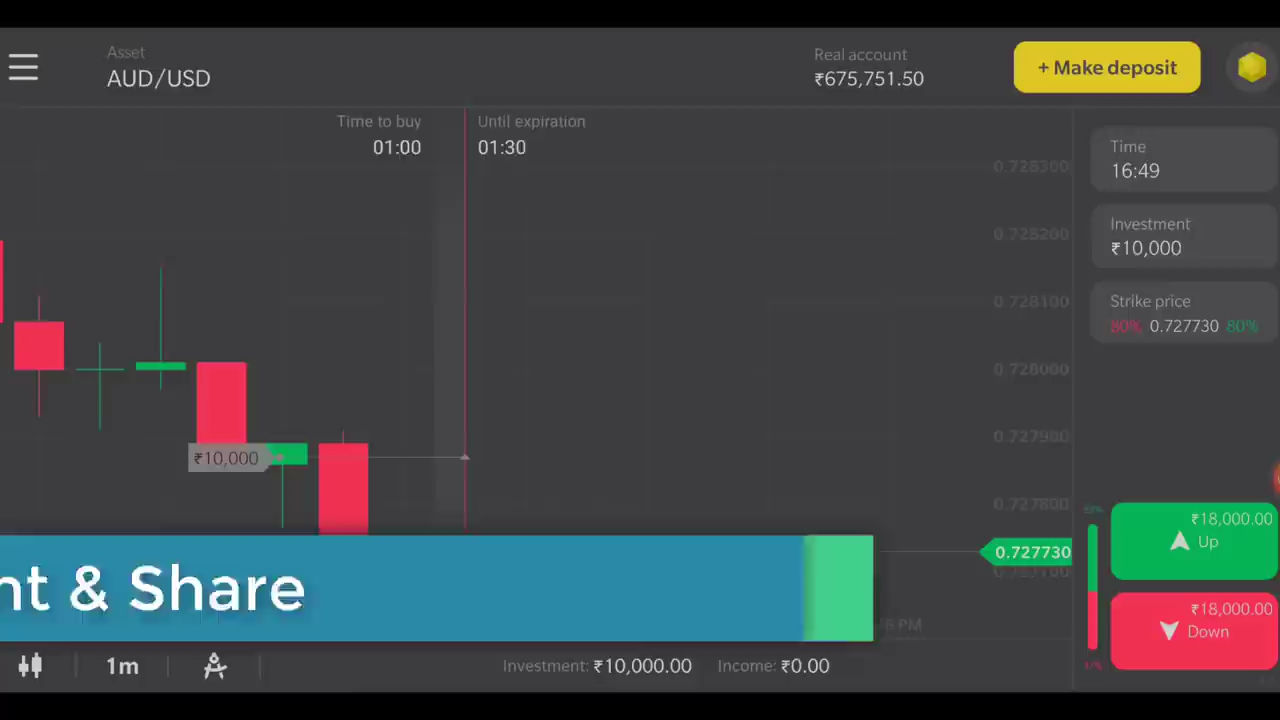 Asset
AUD/USD
Real account
₹675,751.50
+ Make deposit
Time to buy
01:00
Until expiration
01:30
0.728300
0.728200
0.728100
0.728000
0.727900
0.727800
0.727730
Time
16:49
Investment
₹10,000
Strike price
80% 0.727730 80%
₹10,000
₹18,000.00
Up
₹18,000.00
Down
nt & Share
PM
1m
Investment: ₹10,000.00 Income: ₹0.00